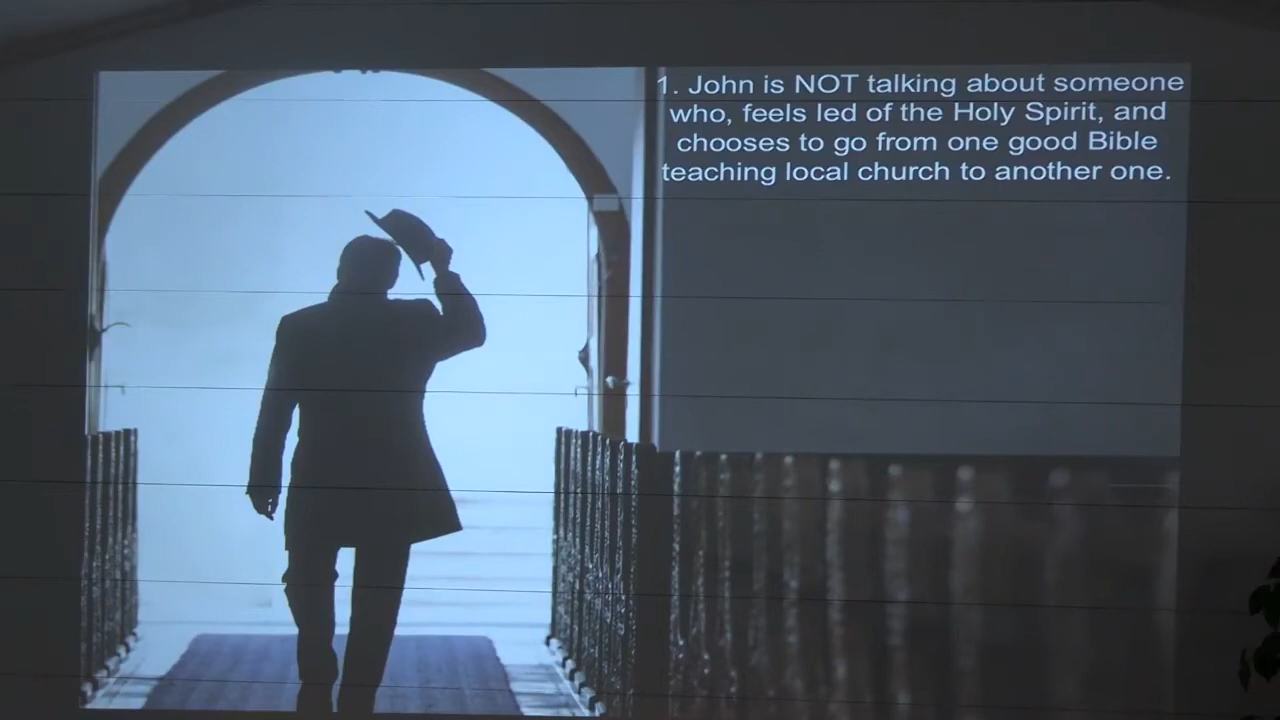 1. John is NOT talking about someone
who, feels led of the Holy Spirit, and
chooses to go from one good Bible
teaching local church to another one.